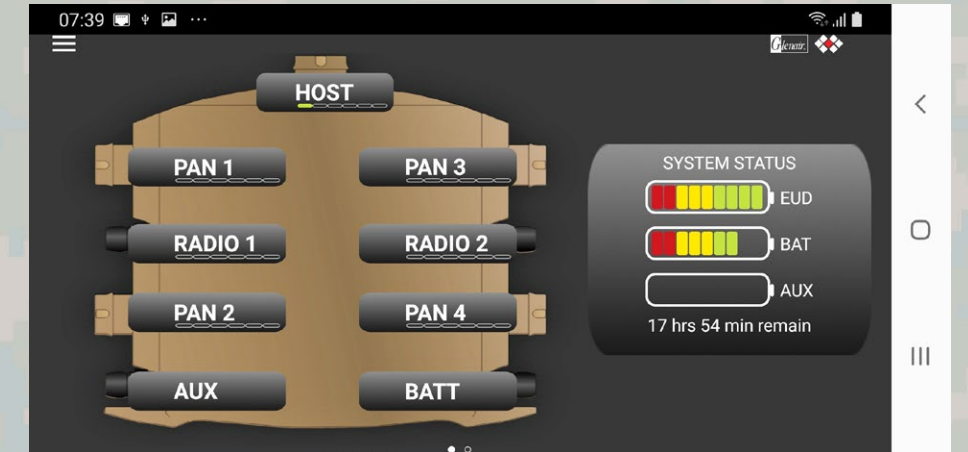 07:39
Glenair.
HOST
PAN 1
PAN 3
RADIO 1
RADIO 2
PAN 2
PAN 4
AUX
BATT
SYSTEM STATUS
EUD
BAT
AUX
17 hrs 54 min remain